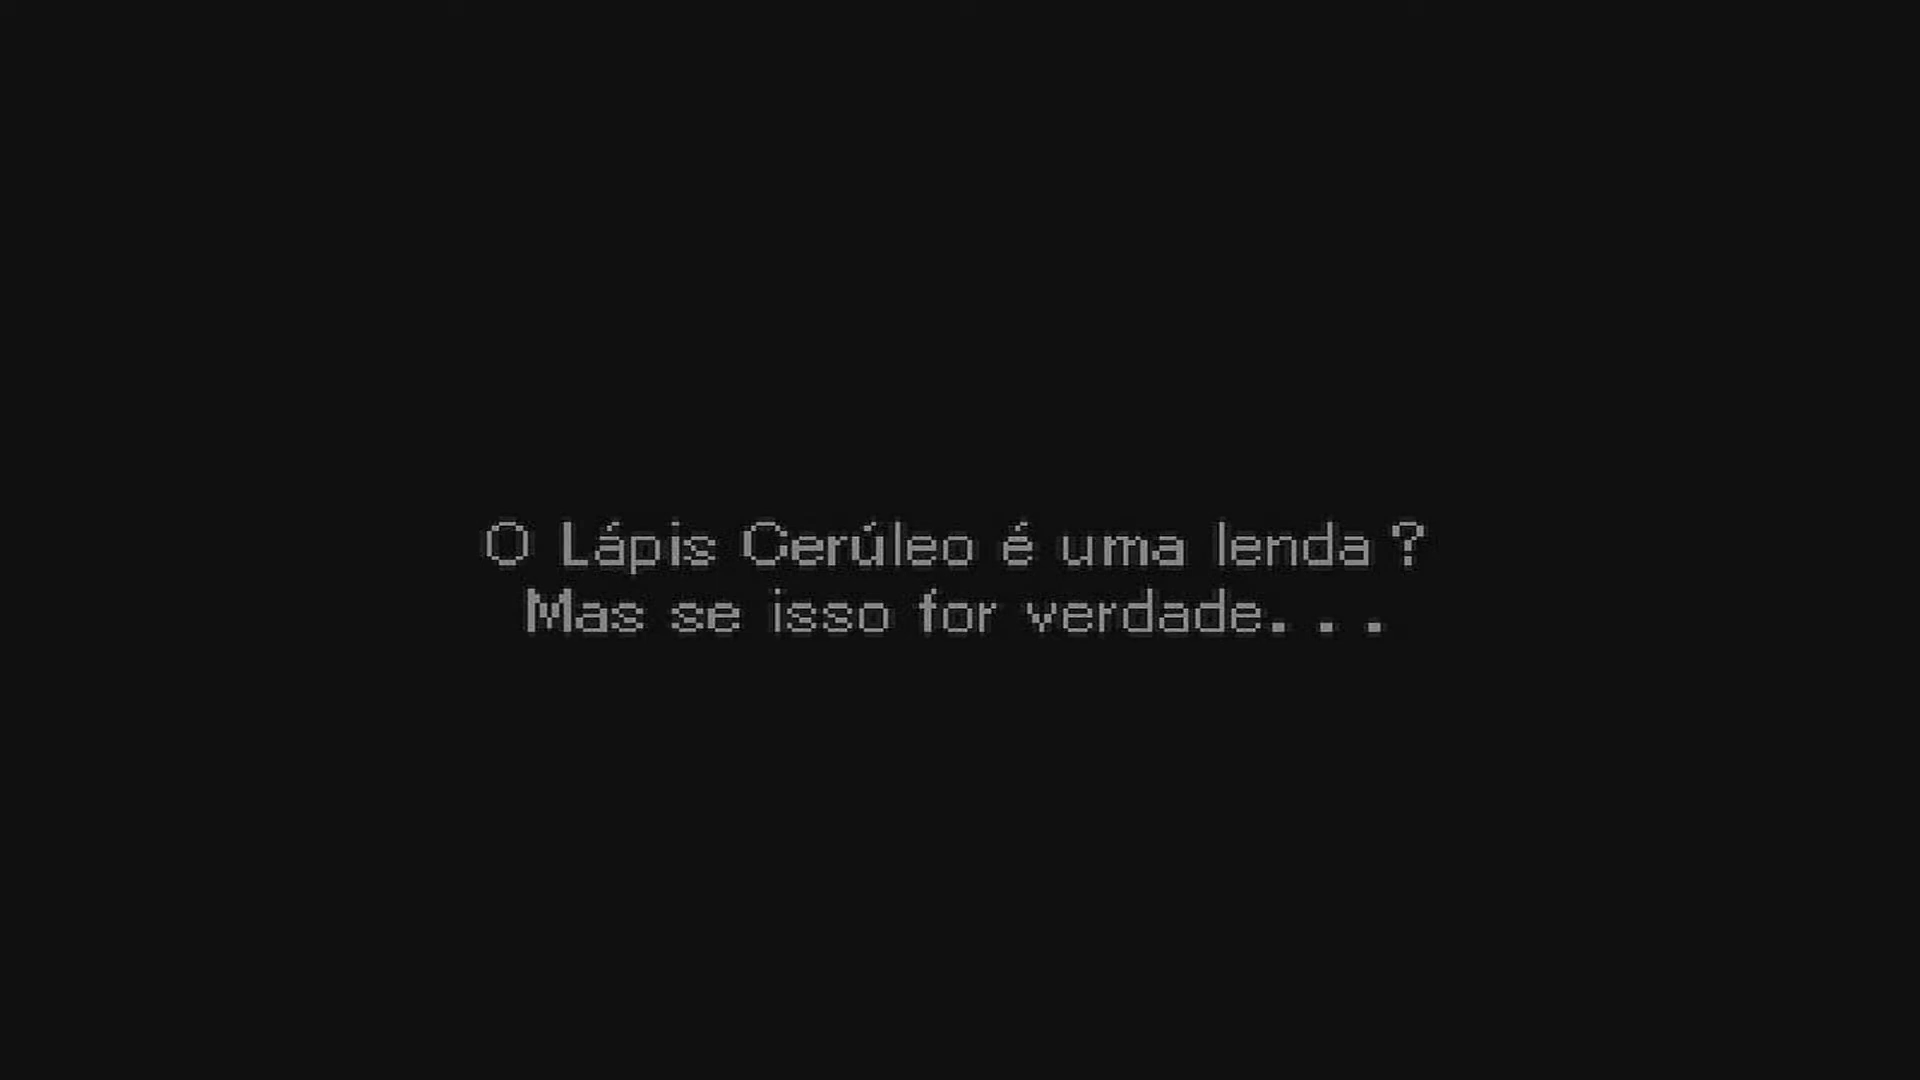 O Lápis Cerúleo é uma lenda ?
Mas se isso for verdade. . .